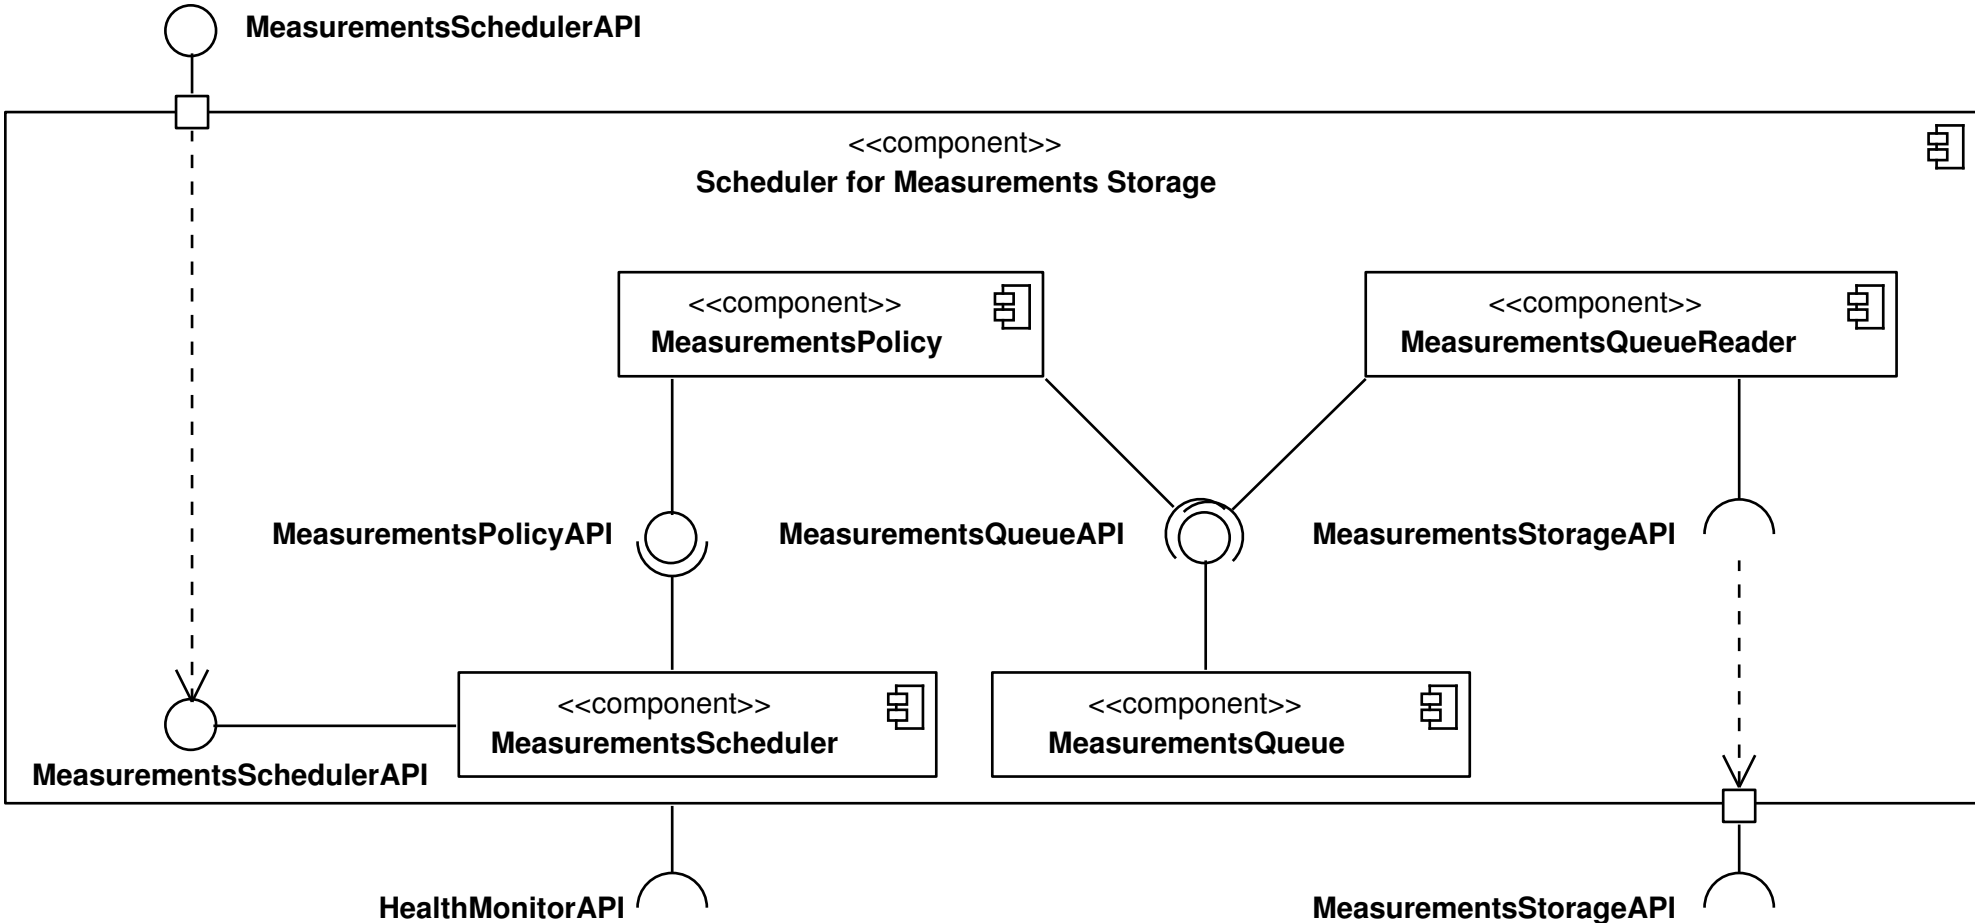 MeasurementsSchedulerAPI
<<component>>
Scheduler for Measurements Storage
<<component>>
MeasurementsPolicy
<<component>>
MeasurementsQueueReader
MeasurementsPolicyAPI
MeasurementsQueueAPI
MeasurementsStorageAPI
<<component>>
MeasurementsScheduler
<<component>>
MeasurementsQueue
MeasurementsSchedulerAPI
HealthMonitorAPI
MeasurementsStorageAPI